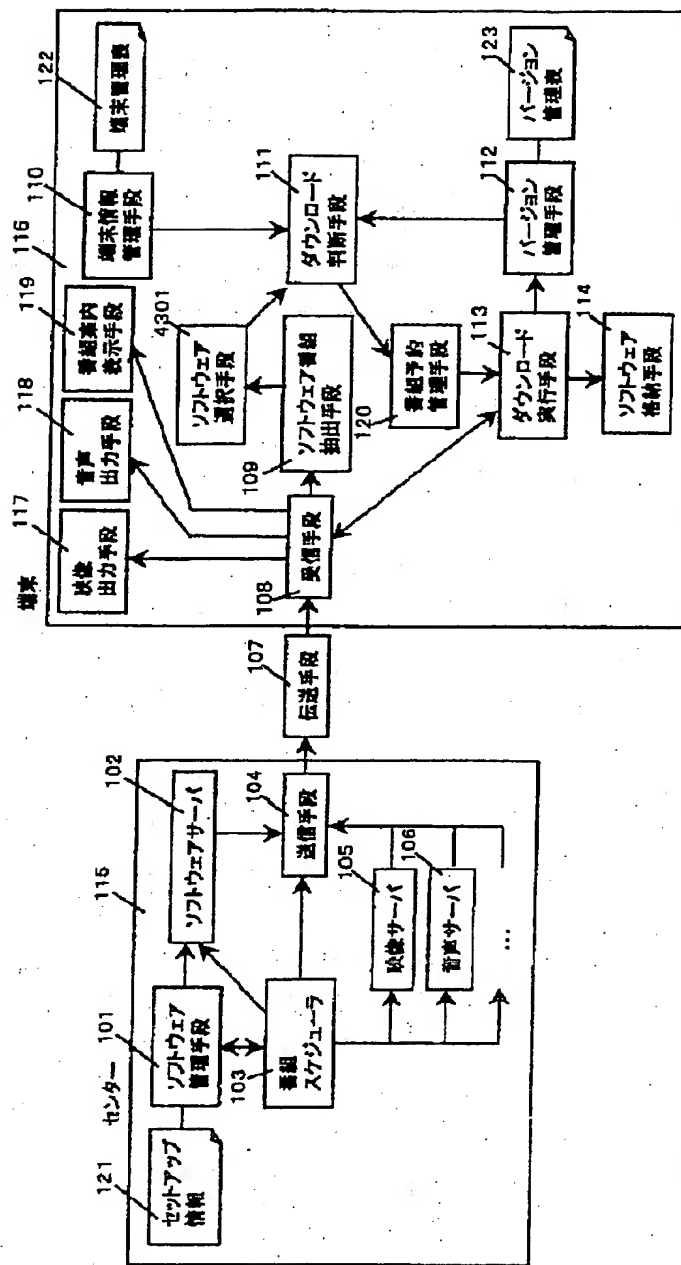 センター
115
121
セットアップ
情報
101
ソフトウェア
管理手段
102
ソフトウェアサーバ
103
番組
スケジューラ
104
送信手段
105
映像サーバ
106
音声サーバ
...
107
伝送手段
端末
116
117
映像
出力手段
118
音声
出力手段
119
番組案内
表示手段
110
端末情報
管理手段
122
端末管理表
108
受信手段
109
ソフトウェア番組
抽出手段
4301
ソフトウェア
選択手段
111
ダウンロード
判断手段
120
番組予約
管理手段
113
ダウンロード
実行手段
112
バージョン
管理手段
123
バージョン
管理表
114
ソフトウェア
格納手段